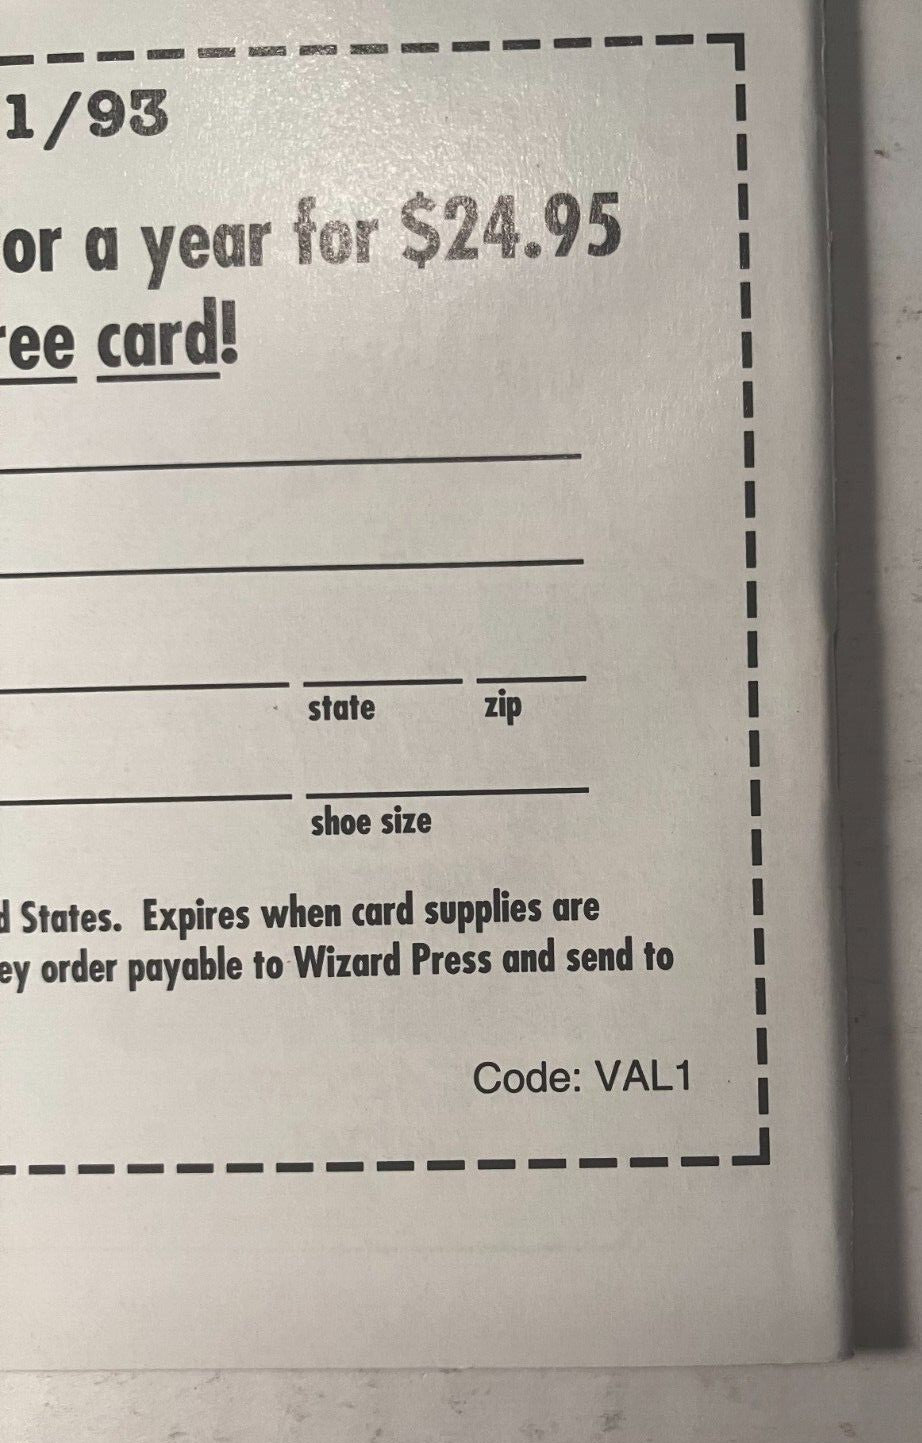 1/93
or a year for $24.95
ree card!
state zip
shoe size
d States. Expires when card supplies are
ey order payable to Wizard Press and send to
Code: VAL1